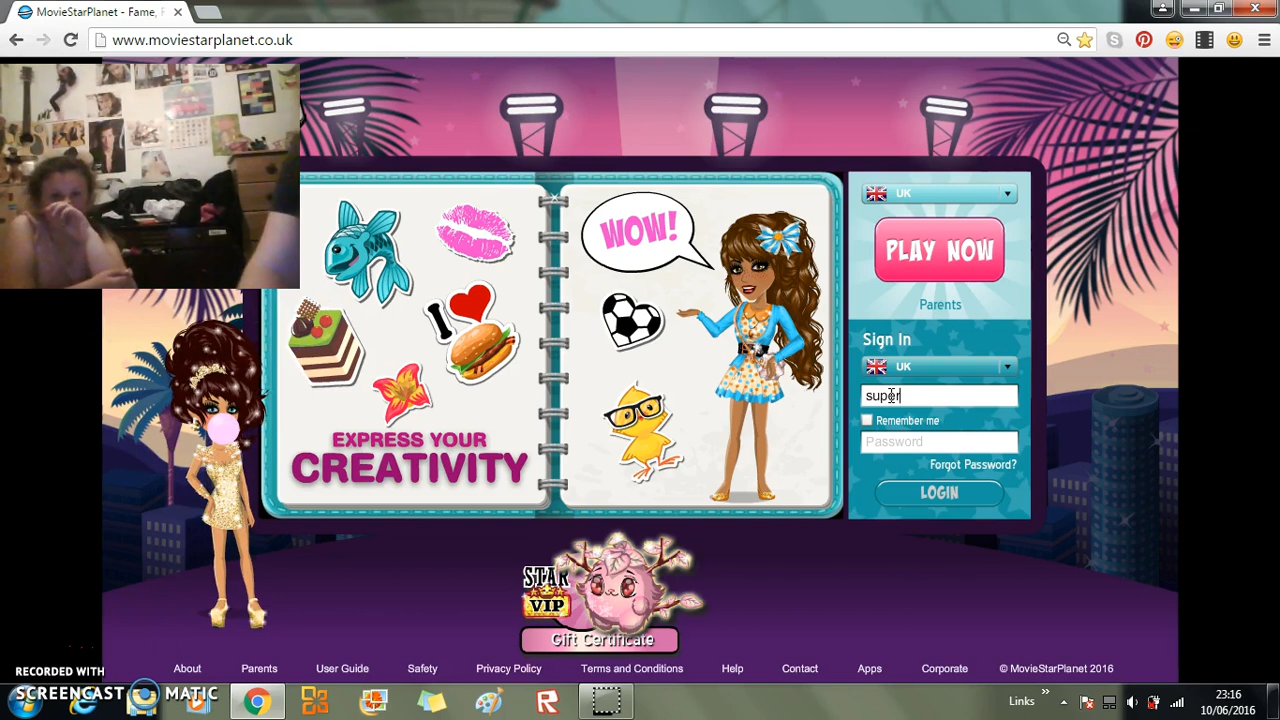 MovieStarPlanet - Fame, F
www.moviestarplanet.co.uk
WOW!
I
EXPRESS YOUR
CREATIVITY
UK
PLAY NOW
Parents
Sign In
UK
super
Remember me
Password
Forgot Password?
LOGIN
STAR
VIP
Gift Certificate
About Parents User Guide Safety Privacy Policy Terms and Conditions Help Contact Apps Corporate © MovieStarPlanet 2016
RECORDED WITH
SCREENCAST MATIC
Links
23:16
10/06/2016